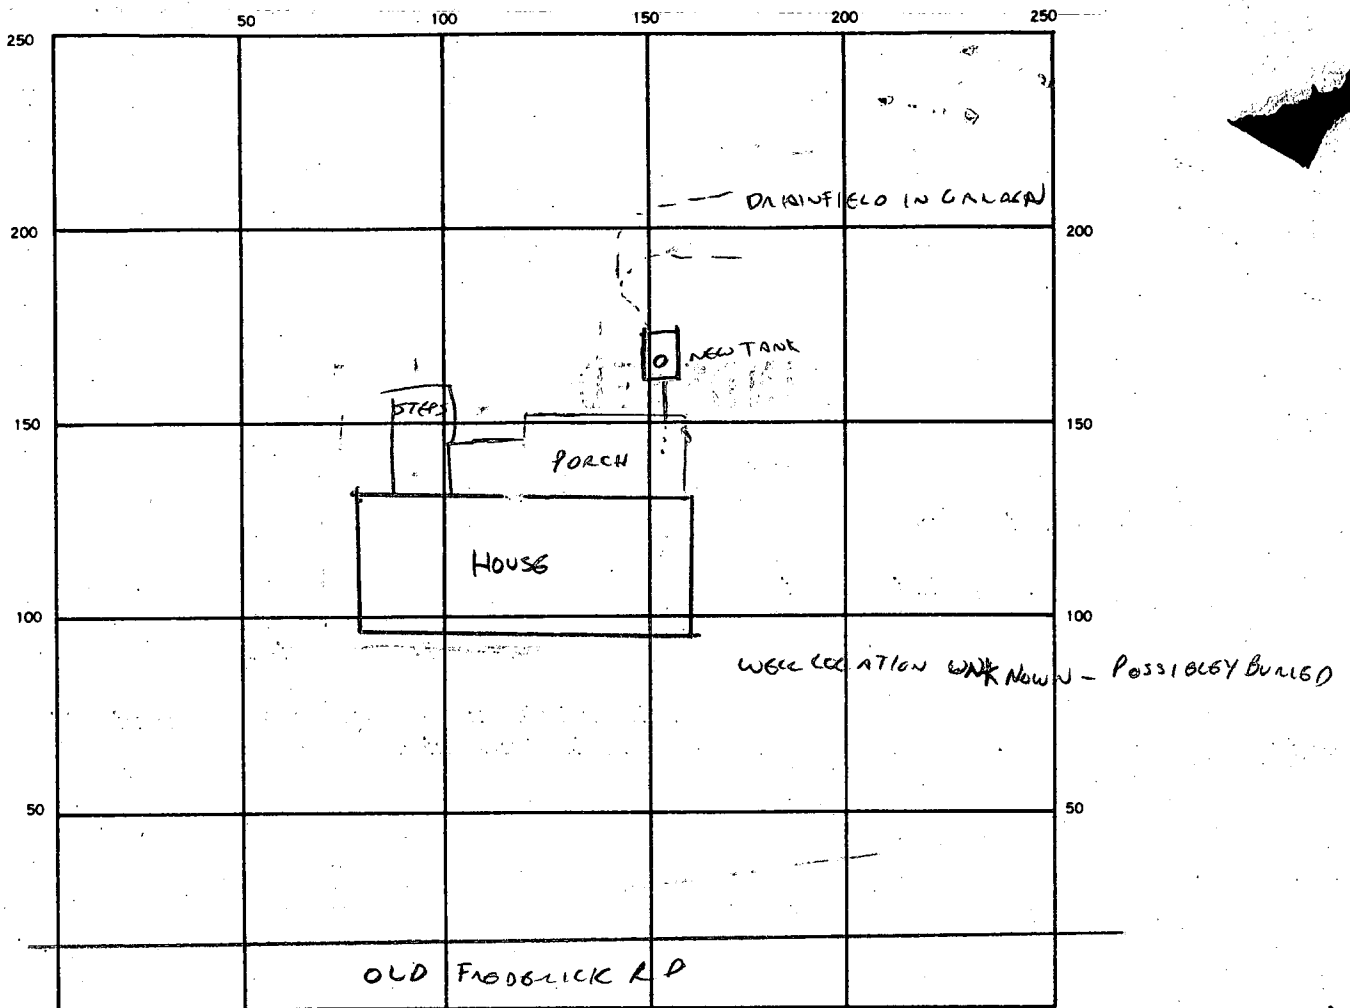 50 100 150 200 250
250
DRAINFIELD IN GARDEN
200 200
NEW TANK
STEPS
150 150
PORCH
HOUSE
100 100
WELL LOCATION UNKNOWN - POSSIBLEY BURIED
50 50
OLD FREDERICK RD